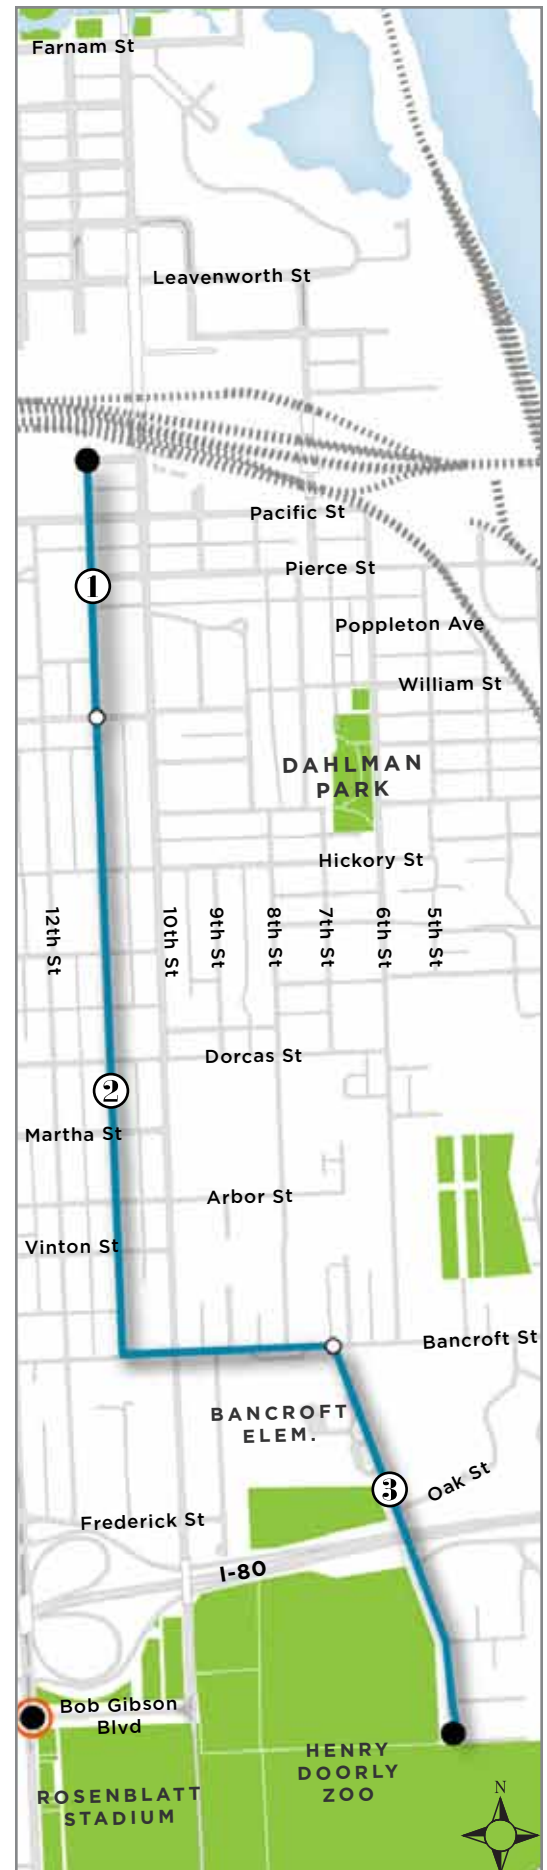 Farnam St
Leavenworth St
Pacific St
1
Pierce St
Poppleton Ave
William St
DAHLMAN
PARK
Hickory St
12th St
10th St
9th St
8th St
7th St
6th St
5th St
Dorcas St
2
Martha St
Arbor St
Vinton St
Bancroft St
BANCROFT
ELEM.
3
Oak St
Frederick St
I-80
Bob Gibson
Blvd
HENRY
DOORLY
ZOO
ROSENBLATT
STADIUM
N